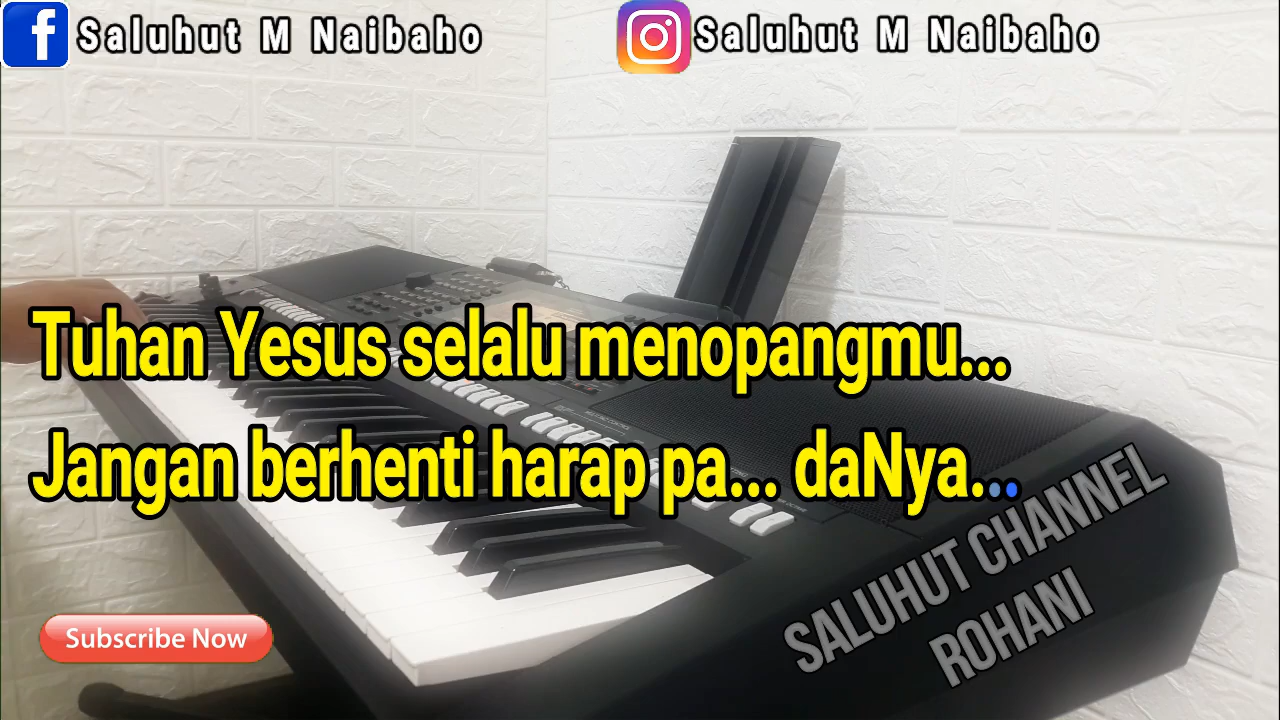 Saluhut M Naibaho
Saluhut M Naibaho
Tuhan Yesus selalu menopangmu...
Jangan berhenti harap pa... daNya...
SALUHUT CHANNEL
ROHANI
Subscribe Now